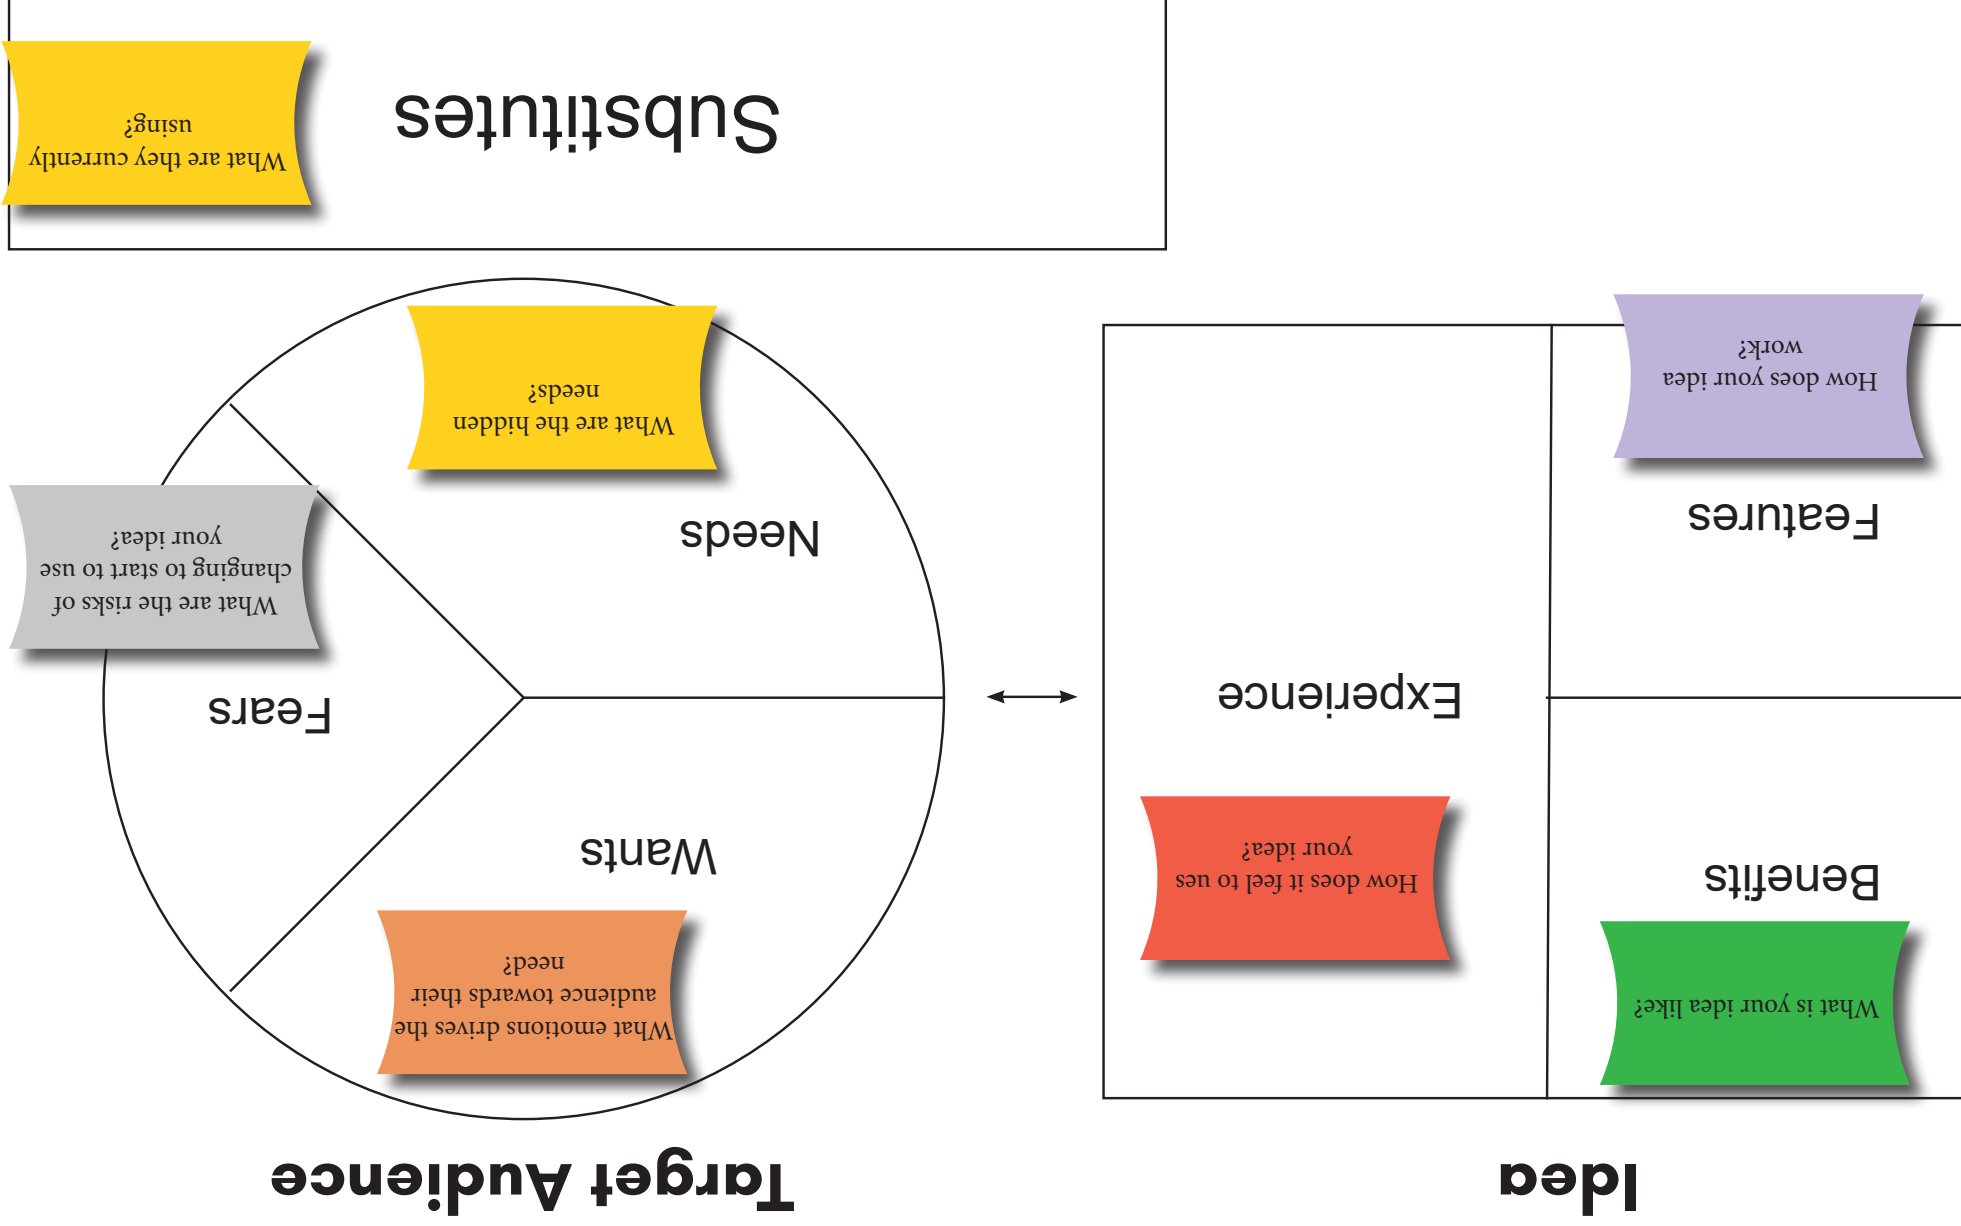 Idea
Target Audience
Benefits
What is your idea like?
Features
How does your idea
work?
Experience
How does it feel to ues
your idea?
Wants
What emotions drives the
audience towards their
need?
Fears
What are the risks of
changing to start to use
your idea?
Needs
What are the hidden
needs?
Substitutes
What are they currently
using?